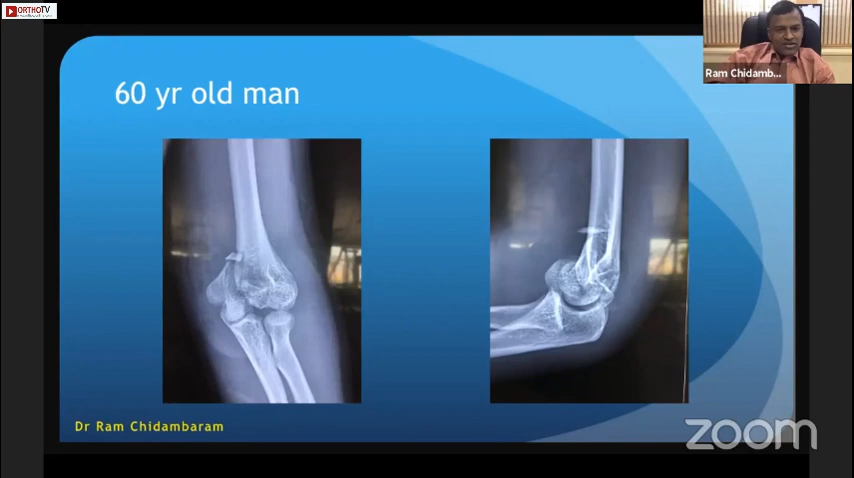 ORTHOTV
Ram Chidamb...
60 yr old man
Dr Ram Chidambaram
zoom